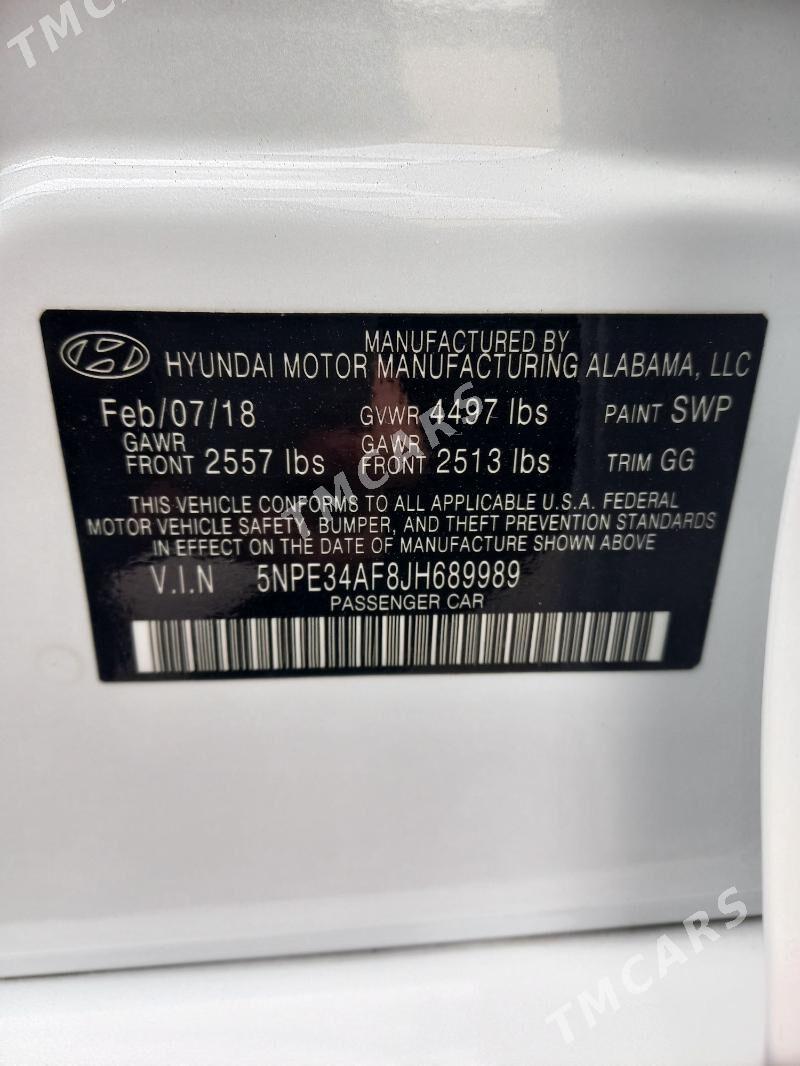 TMCARS
MANUFACTURED BY
HYUNDAI MOTOR MANUFACTURING ALABAMA, LLC
Feb/07/18 GVWR 4497 lbs PAINT SWP
GAWR GAWR
FRONT 2557 lbs FRONT 2513 lbs TRIM GG
TMCARS
THIS VEHICLE CONFORMS TO ALL APPLICABLE U.S.A. FEDERAL
MOTOR VEHICLE SAFETY, BUMPER, AND THEFT PREVENTION STANDARDS
IN EFFECT ON THE DATE OF MANUFACTURE SHOWN ABOVE
V.I.N 5NPE34AF8JH689989
PASSENGER CAR
TMCARS